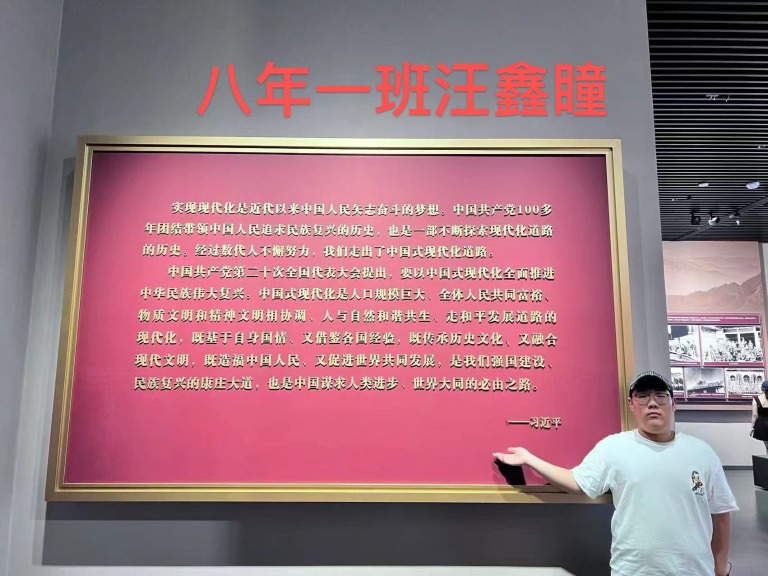 八年一班汪鑫瞳
实现现代化是近代以来中国人民矢志奋斗的梦想。中国共产党100多
年团结带领中国人民追求民族复兴的历史，也是一部不断探索现代化道路
的历史。经过数代人不懈努力，我们走出了中国式现代化道路。
中国共产党第二十次全国代表大会提出，要以中国式现代化全面推进
中华民族伟大复兴。中国式现代化是人口规模巨大、全体人民共同富裕、
物质文明和精神文明相协调、人与自然和谐共生、走和平发展道路的
现代化，既基于自身国情、又借鉴各国经验，既传承历史文化、又融合
现代文明，既造福中国人民、又促进世界共同发展，是我们强国建设、
民族复兴的康庄大道，也是中国谋求人类进步、世界大同的必由之路。
——习近平